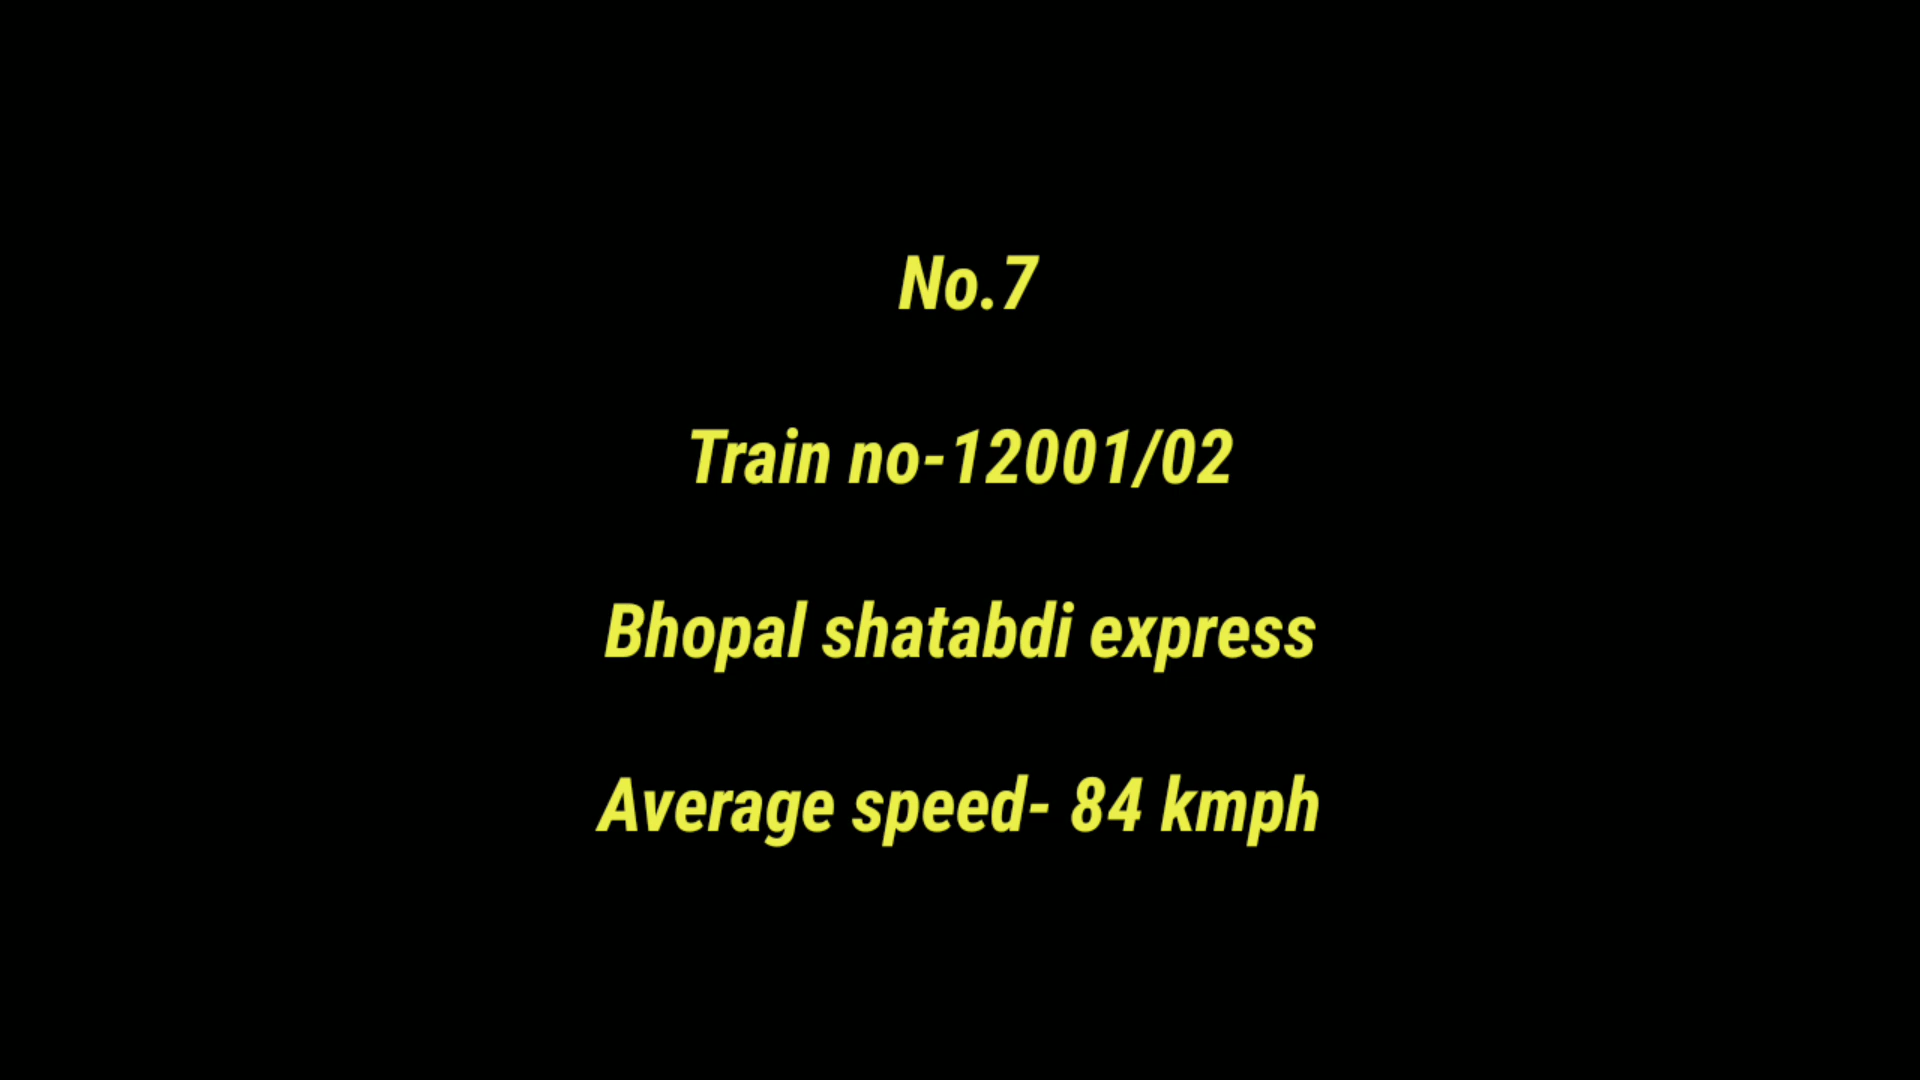 No.7
Train no-12001/02
Bhopal shatabdi express
Average speed- 84 kmph